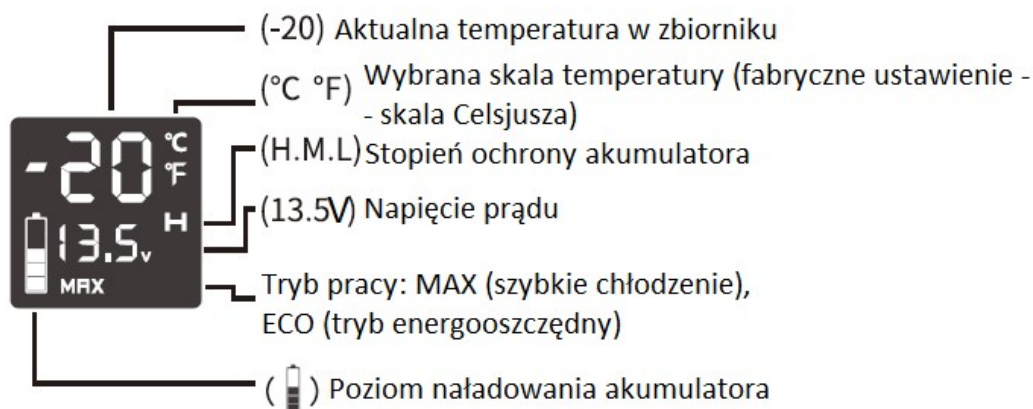 (-20) Aktualna temperatura w zbiorniku
(°C °F) Wybrana skala temperatury (fabryczne ustawienie -
- skala Celsjusza)
(H.M.L) Stopień ochrony akumulatora
(13.5V) Napięcie prądu
Tryb pracy: MAX (szybkie chłodzenie),
ECO (tryb energooszczędny)
( ) Poziom naładowania akumulatora
-20 °C
°F
H
13.5v
MAX